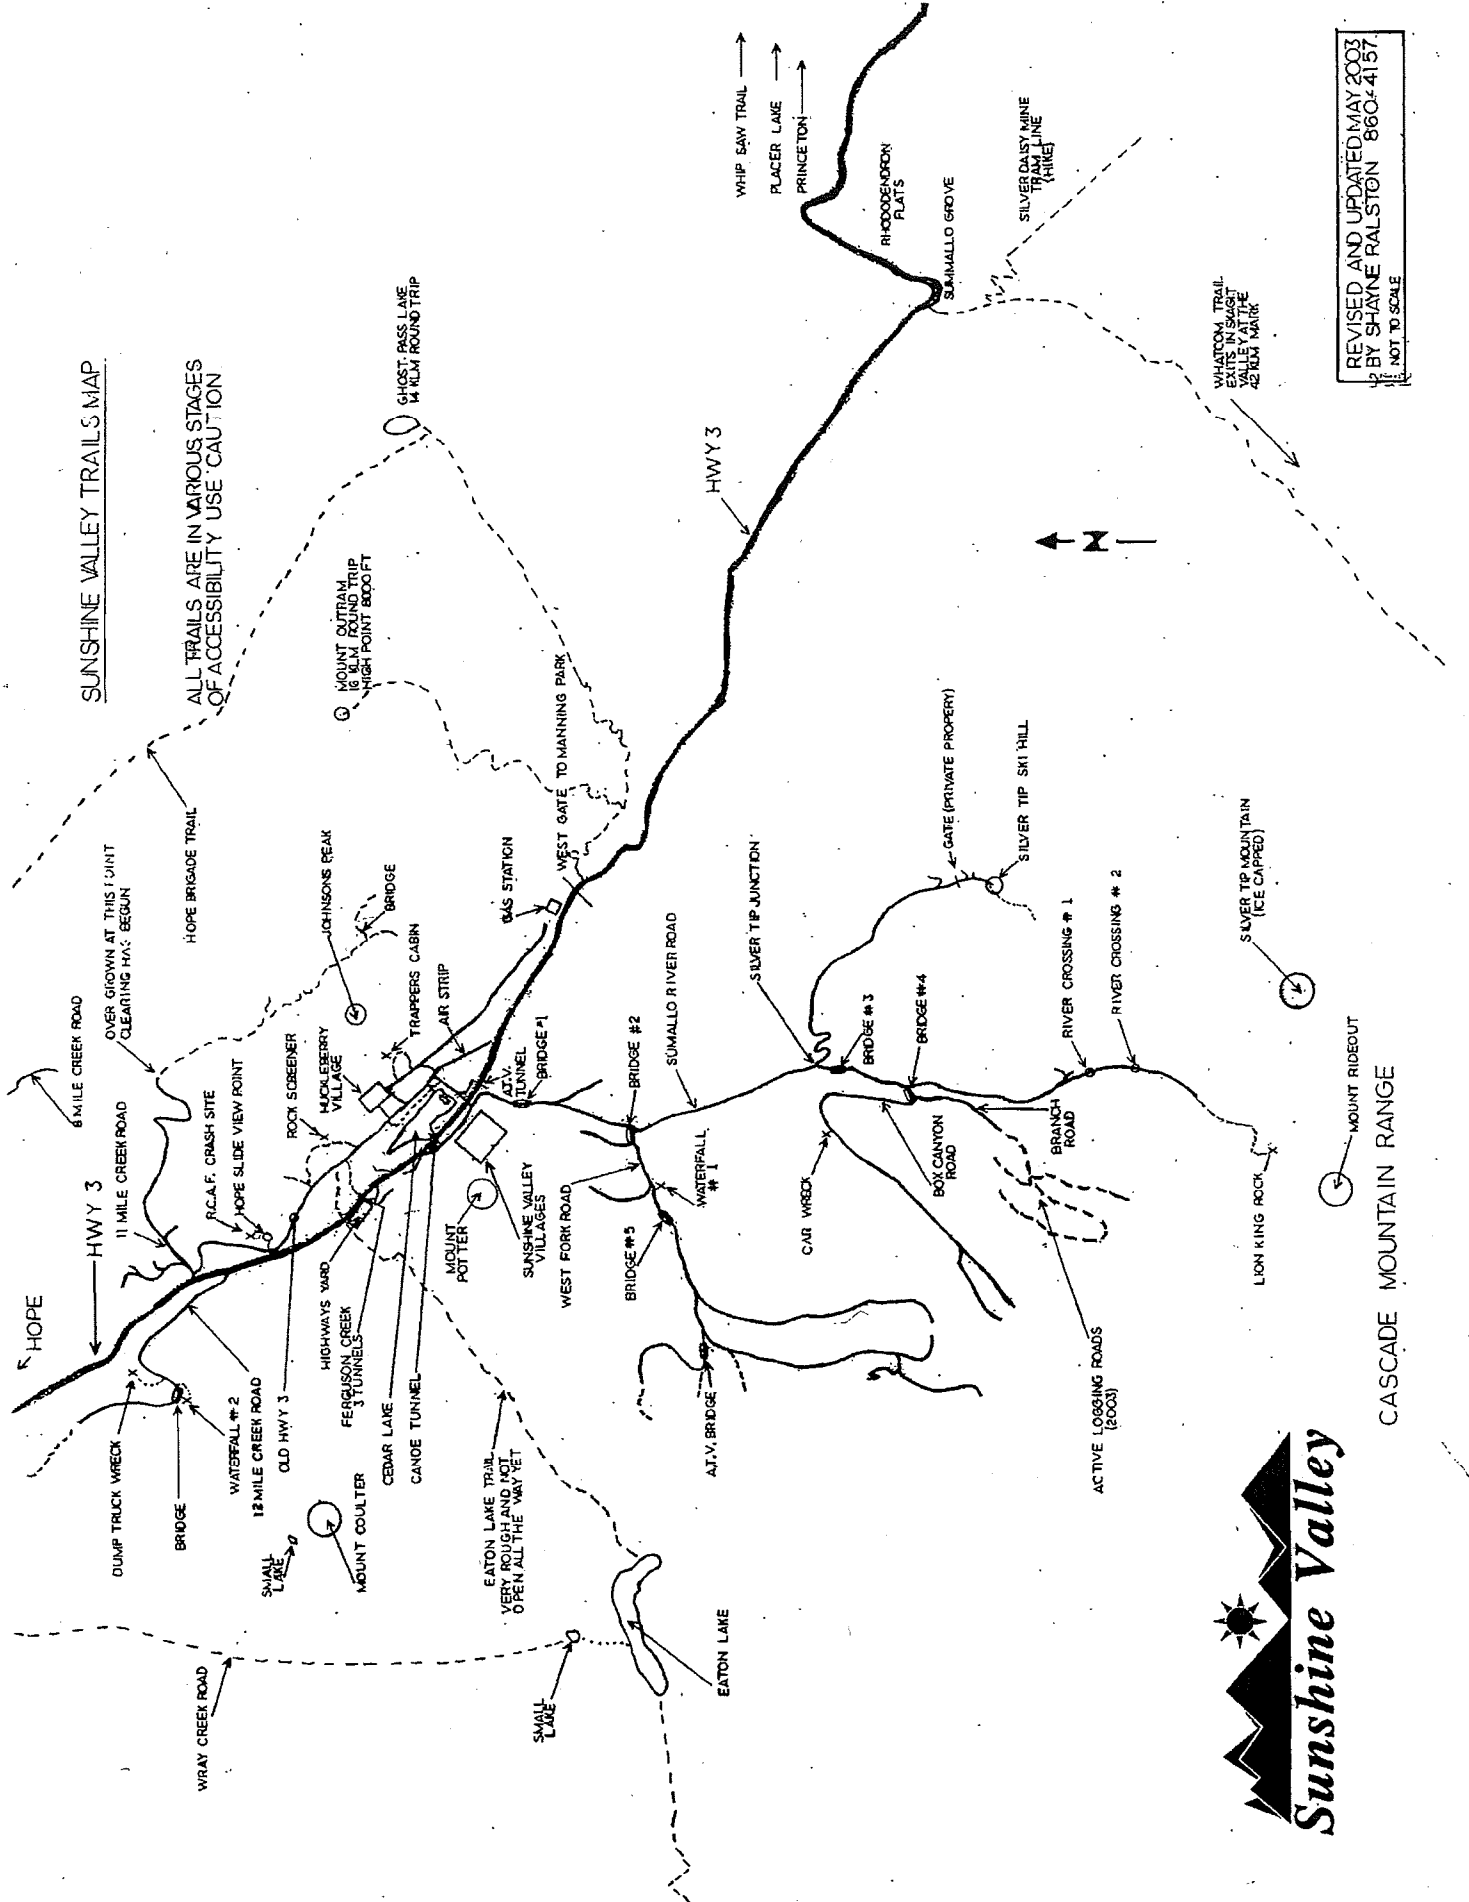 SUNSHINE VALLEY TRAILS MAP
ALL TRAILS ARE IN VARIOUS STAGES
OF ACCESSIBILITY USE CAUTION
HOPE
HWY 3
8 MILE CREEK ROAD
OVER GROWN AT THIS POINT
CLEARING HAS BEGUN
11 MILE CREEK ROAD
HOPE BRIGADE TRAIL
R.C.A.F. CRASH SITE
HOPE SLIDE VIEW POINT
ROCK SCREENER
HUCKLEBERRY
VILLAGE
JOHNSONS PEAK
BRIDGE
TRAPPERS CABIN
AIR STRIP
MOUNT OUTRAM
16 KLM ROUND TRIP
HIGH POINT 8000 FT
GHOST PASS LAKE
14 KLM ROUND TRIP
GAS STATION
WEST GATE TO MANNING PARK
A.T.V.
TUNNEL
BRIDGE #1
DUMP TRUCK WRECK
BRIDGE
WATERFALL #2
12 MILE CREEK ROAD
OLD HWY 3
HIGHWAYS YARD
FERGUSON CREEK
3 TUNNELS
CEDAR LAKE
CANOE TUNNEL
MOUNT
POTTER
SUNSHINE VALLEY
VILLAGES
SMALL
LAKE
MOUNT COULTER
EATON LAKE TRAIL
VERY ROUGH AND NOT
OPEN ALL THE WAY YET
WRAY CREEK ROAD
SMALL
LAKE
EATON LAKE
WEST FORK ROAD
BRIDGE #5
BRIDGE #2
WATERFALL
#1
SUMALLO RIVER ROAD
A.T.V. BRIDGE
HWY 3
WHIP SAW TRAIL
PLACER LAKE
PRINCETON
RHODODENDRON
FLATS
SUMMALLO GROVE
SILVERDAISY MINE
TRAM LINE
(HIKE)
SILVER TIP JUNCTION
BRIDGE #3
BRIDGE #4
CAR WRECK
BOX CANYON
ROAD
GATE (PRIVATE PROPERY)
SILVER TIP SKI HILL
N
BRANCH
ROAD
RIVER CROSSING # 1
RIVER CROSSING # 2
ACTIVE LOGGING ROADS
(2003)
WHATCOM TRAIL
EXITS IN SKAGIT
VALLEY AT THE
42 KLM MARK
SILVER TIP MOUNTAIN
(ICE CAPPED)
LION KING ROCK
MOUNT RIDEOUT
CASCADE MOUNTAIN RANGE
Sunshine Valley
REVISED AND UPDATED MAY 2003
BY SHAYNE RALSTON 860-4157
NOT TO SCALE